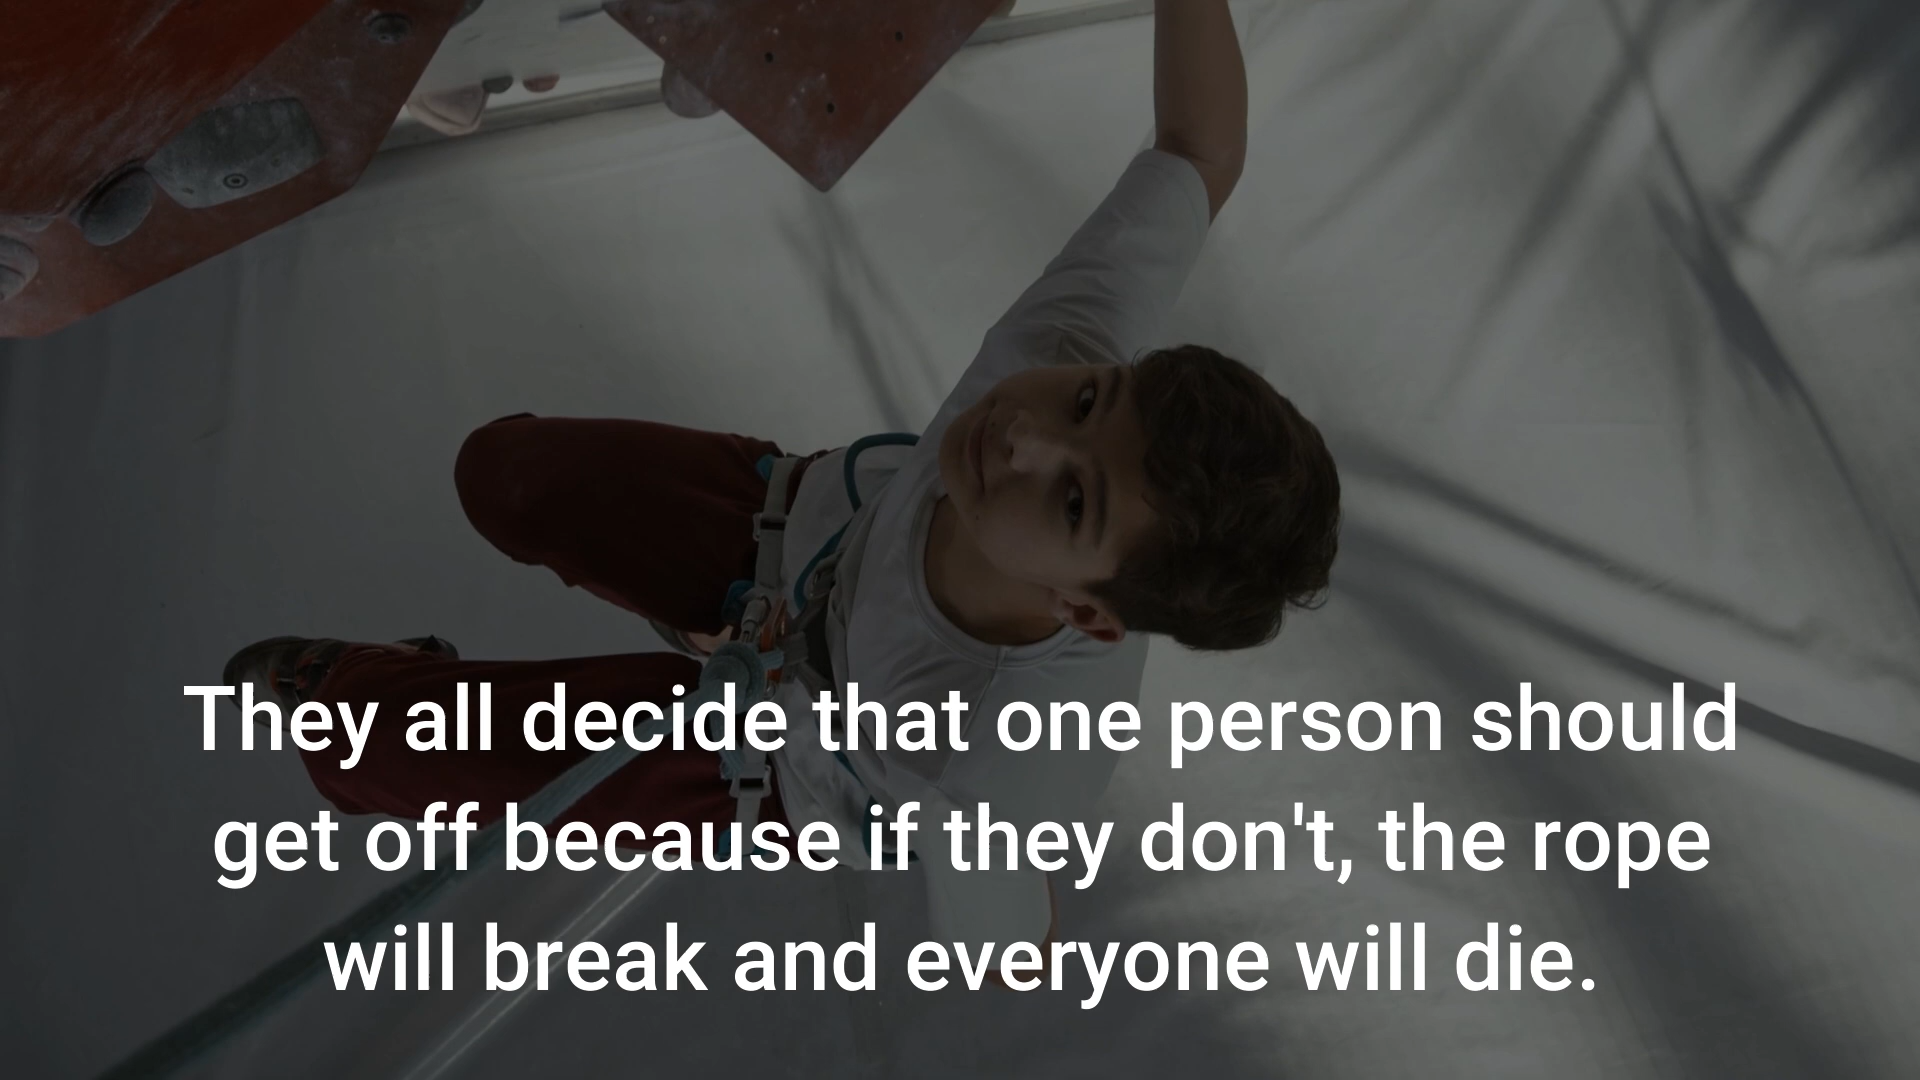 They all decide that one person should
get off because if they don't, the rope
will break and everyone will die.